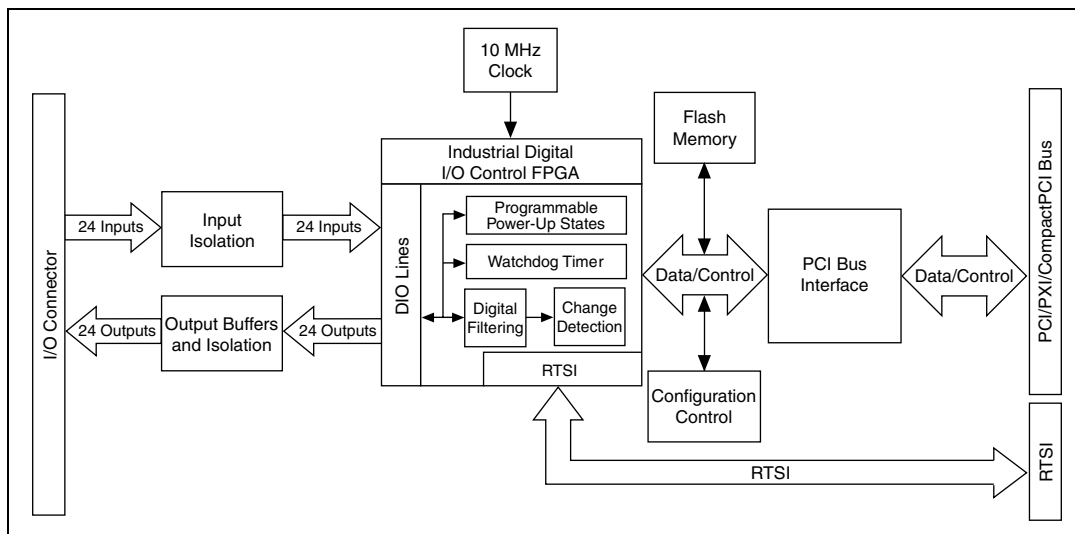 10 MHz
Clock
Flash
Memory
Industrial Digital
I/O Control FPGA
I/O Connector
24 Inputs
Input
Isolation
24 Inputs
DIO Lines
Programmable
Power-Up States
Watchdog Timer
Digital
Filtering
Change
Detection
RTSI
24 Outputs
Output Buffers
and Isolation
24 Outputs
Data/Control
PCI Bus
Interface
Data/Control
PCI/PXI/CompactPCI Bus
Configuration
Control
RTSI
RTSI